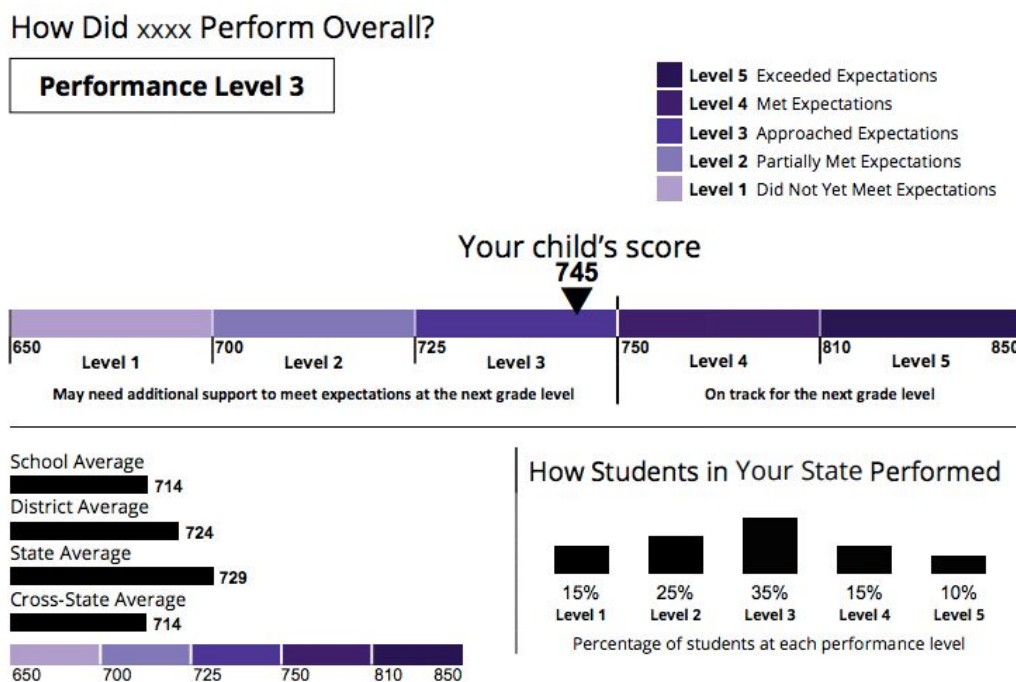 How Did xxxx Perform Overall?
Performance Level 3
Level 5 Exceeded Expectations
Level 4 Met Expectations
Level 3 Approached Expectations
Level 2 Partially Met Expectations
Level 1 Did Not Yet Meet Expectations
Your child's score
745
650 700 725 750 810 850
Level 1 Level 2 Level 3 Level 4 Level 5
May need additional support to meet expectations at the next grade level On track for the next grade level
School Average
714
District Average
724
State Average
729
Cross-State Average
714
650 700 725 750 810 850
How Students in Your State Performed
15% 25% 35% 15% 10%
Level 1 Level 2 Level 3 Level 4 Level 5
Percentage of students at each performance level